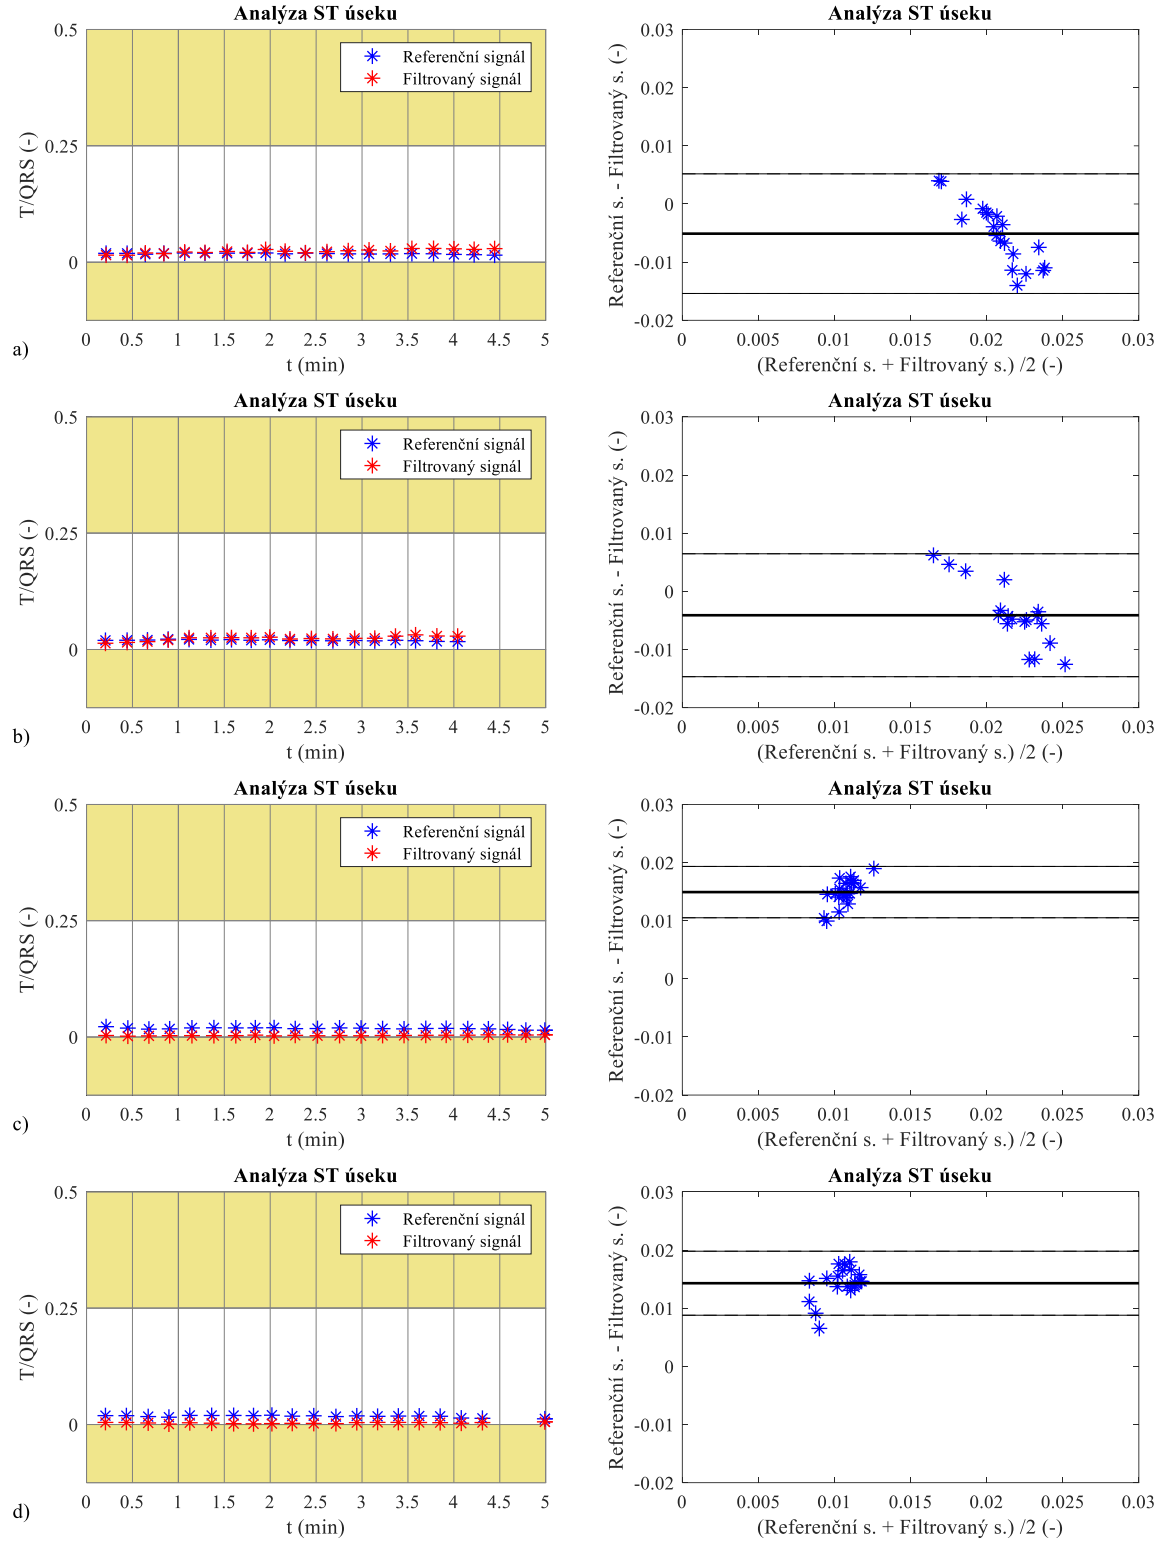 Analýza ST úseku
0.5
0.25
0
T/QRS (-)
Referenční signál
Filtrovaný signál
0 0.5 1 1.5 2 2.5 3 3.5 4 4.5 5
t (min)
a)
Analýza ST úseku
0.03
0.02
0.01
0
-0.01
-0.02
Referenční s. - Filtrovaný s. (-)
0 0.005 0.01 0.015 0.02 0.025 0.03
(Referenční s. + Filtrovaný s.) /2 (-)
Analýza ST úseku
0.5
0.25
0
T/QRS (-)
Referenční signál
Filtrovaný signál
0 0.5 1 1.5 2 2.5 3 3.5 4 4.5 5
t (min)
b)
Analýza ST úseku
0.03
0.02
0.01
0
-0.01
-0.02
Referenční s. - Filtrovaný s. (-)
0 0.005 0.01 0.015 0.02 0.025 0.03
(Referenční s. + Filtrovaný s.) /2 (-)
Analýza ST úseku
0.5
0.25
0
T/QRS (-)
Referenční signál
Filtrovaný signál
0 0.5 1 1.5 2 2.5 3 3.5 4 4.5 5
t (min)
c)
Analýza ST úseku
0.03
0.02
0.01
0
-0.01
-0.02
Referenční s. - Filtrovaný s. (-)
0 0.005 0.01 0.015 0.02 0.025 0.03
(Referenční s. + Filtrovaný s.) /2 (-)
Analýza ST úseku
0.5
0.25
0
T/QRS (-)
Referenční signál
Filtrovaný signál
0 0.5 1 1.5 2 2.5 3 3.5 4 4.5 5
t (min)
d)
Analýza ST úseku
0.03
0.02
0.01
0
-0.01
-0.02
Referenční s. - Filtrovaný s. (-)
0 0.005 0.01 0.015 0.02 0.025 0.03
(Referenční s. + Filtrovaný s.) /2 (-)